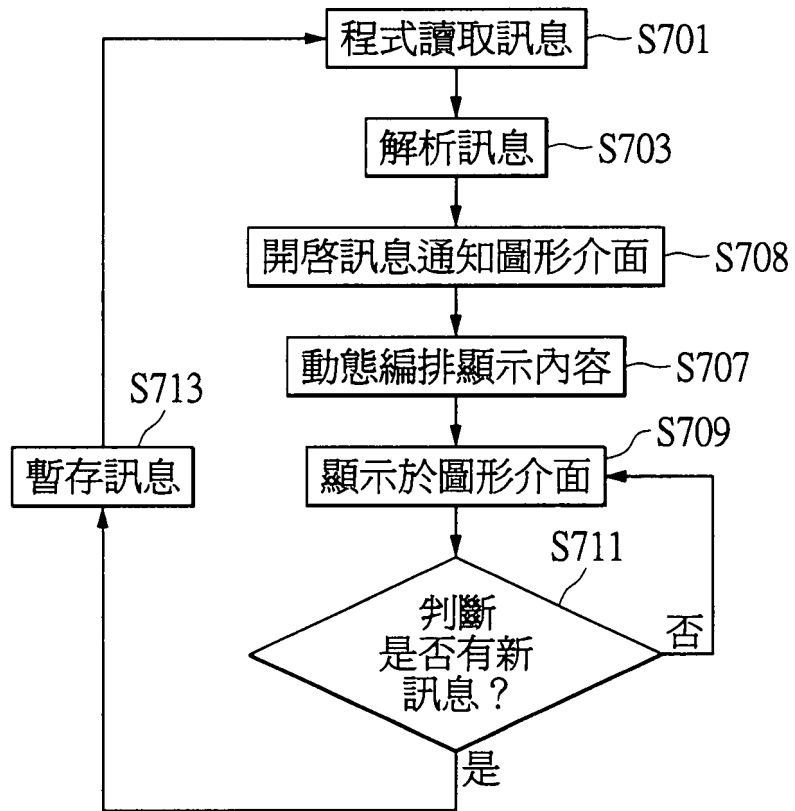 程式讀取訊息
S701
解析訊息
S703
開啓訊息通知圖形介面
S708
動態編排顯示內容
S707
S713
暫存訊息
顯示於圖形介面
S709
S711
判斷
是否有新
訊息？
否
是